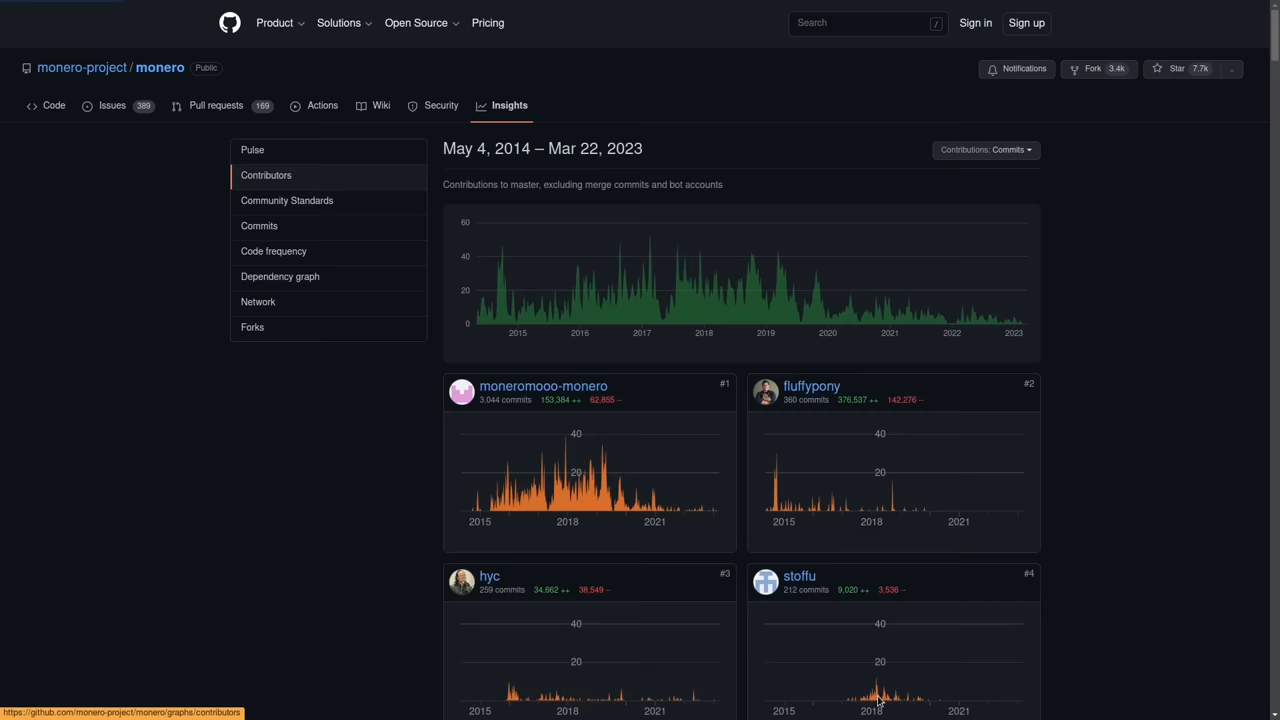 Product Solutions Open Source Pricing Search / Sign in Sign up
monero-project / monero Public Notifications Fork 3.4k Star 7.7k
Code Issues 389 Pull requests 169 Actions Wiki Security Insights
Pulse
Contributors
Community Standards
Commits
Code frequency
Dependency graph
Network
Forks
May 4, 2014 – Mar 22, 2023 Contributions: Commits
Contributions to master, excluding merge commits and bot accounts
60
40
20
0
2015 2016 2017 2018 2019 2020 2021 2022 2023
moneromooo-monero #1
3,044 commits 153,384 ++ 62,855 --
40
20
2015 2018 2021
fluffypony #2
360 commits 376,537 ++ 142,276 --
40
20
2015 2018 2021
hyc #3
259 commits 34,662 ++ 38,549 --
40
20
2015 2018 2021
stoffu #4
212 commits 9,020 ++ 3,536 --
40
20
2015 2018 2021
https://github.com/monero-project/monero/graphs/contributors